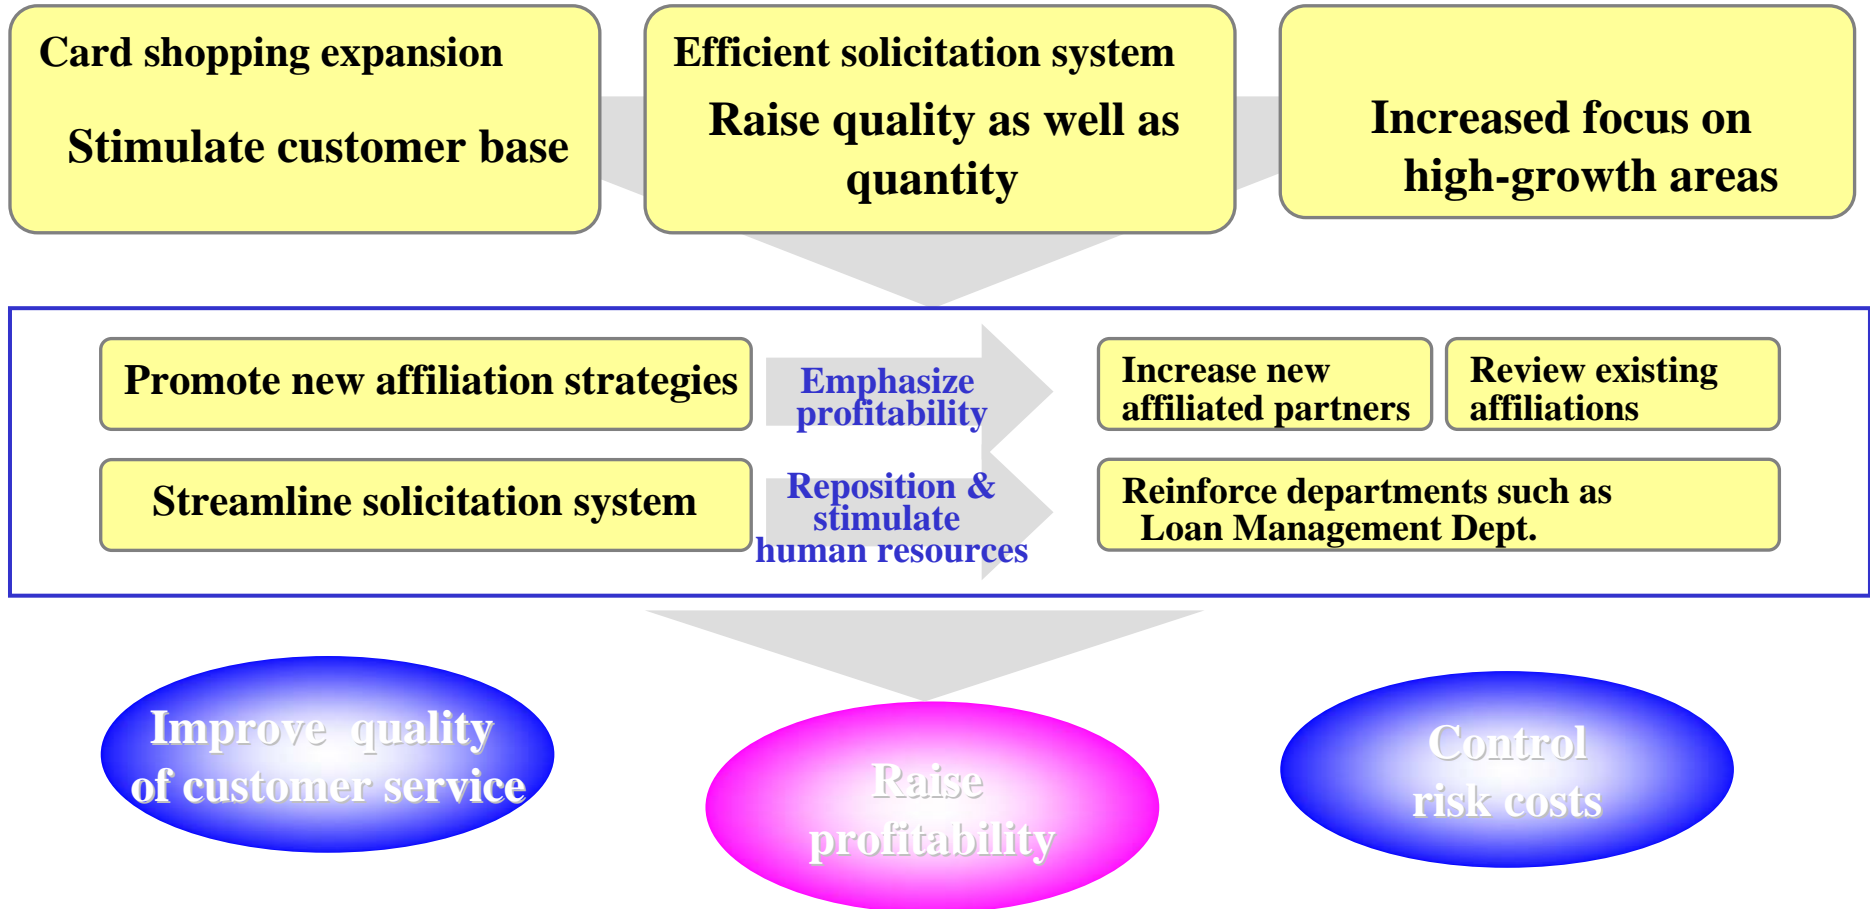 Card shopping expansion
Stimulate customer base
Efficient solicitation system
Raise quality as well as
quantity
Increased focus on
high-growth areas
Promote new affiliation strategies
Emphasize
profitability
Increase new
affiliated partners
Review existing
affiliations
Streamline solicitation system
Reposition &
stimulate
human resources
Reinforce departments such as
Loan Management Dept.
Improve quality
of customer service
Raise
profitability
Control
risk costs